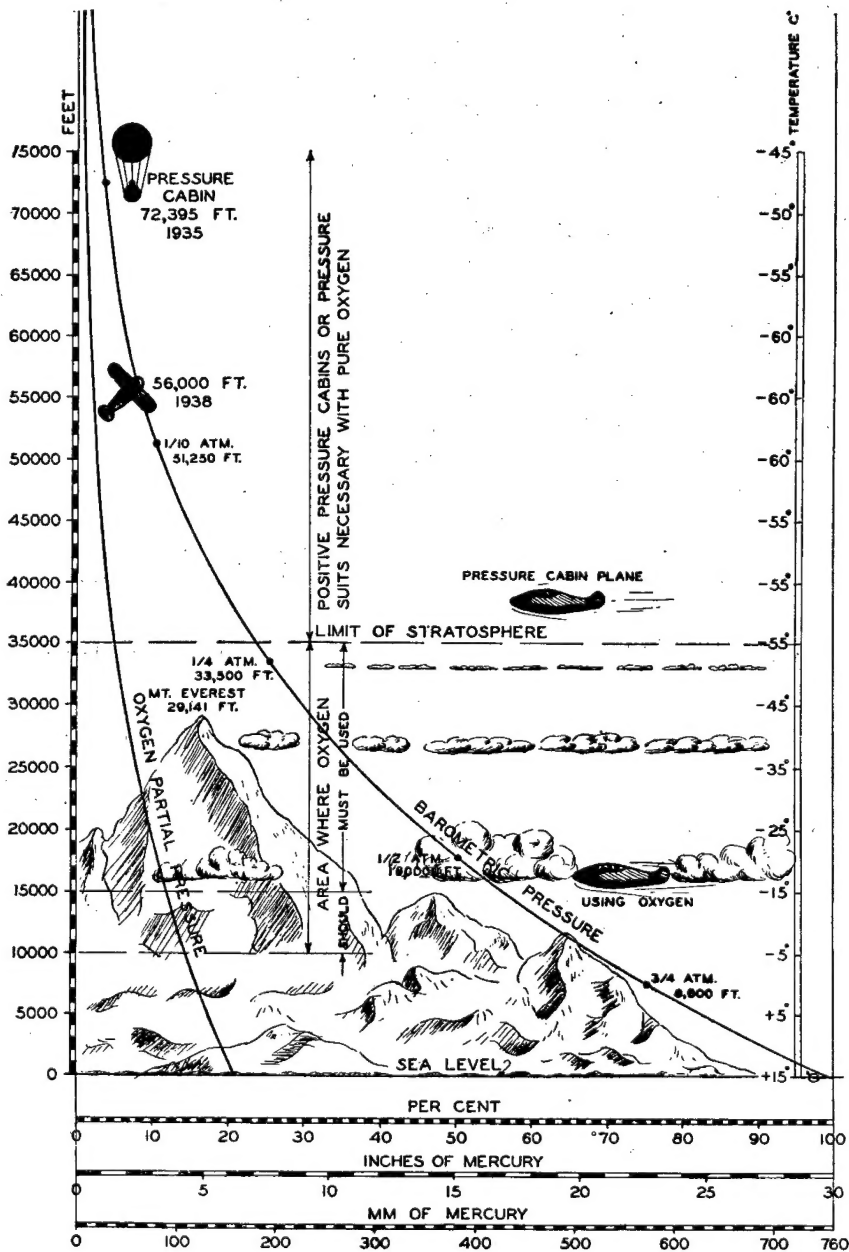 FEET
75000
70000
65000
60000
55000
50000
45000
40000
35000
30000
25000
20000
15000
10000
5000
0
PRESSURE
CABIN
72,395 FT.
1935
56,000 FT.
1938
1/10 ATM.
51,250 FT.
POSITIVE PRESSURE CABINS OR PRESSURE
SUITS NECESSARY WITH PURE OXYGEN
PRESSURE CABIN PLANE
LIMIT OF STRATOSPHERE
1/4 ATM.
33,500 FT.
MT. EVEREST
29,141 FT.
OXYGEN PARTIAL PRESSURE
AREA WHERE OXYGEN
SHOULD MUST BE USED
BAROMETRIC PRESSURE
1/2 ATM.
FT.
USING OXYGEN
3/4 ATM.
FT.
SEA LEVEL
TEMPERATURE C°
-45°
-50°
-55°
-55°
-60°
-60°
-55°
-55°
-55°
-45°
-35°
-25°
-15°
-5°
+5°
+15°
PER CENT
0 10 20 30 40 50 60 70 80 90 100
INCHES OF MERCURY
0 5 10 15 20 25 30
MM OF MERCURY
0 100 200 300 400 500 600 700 760